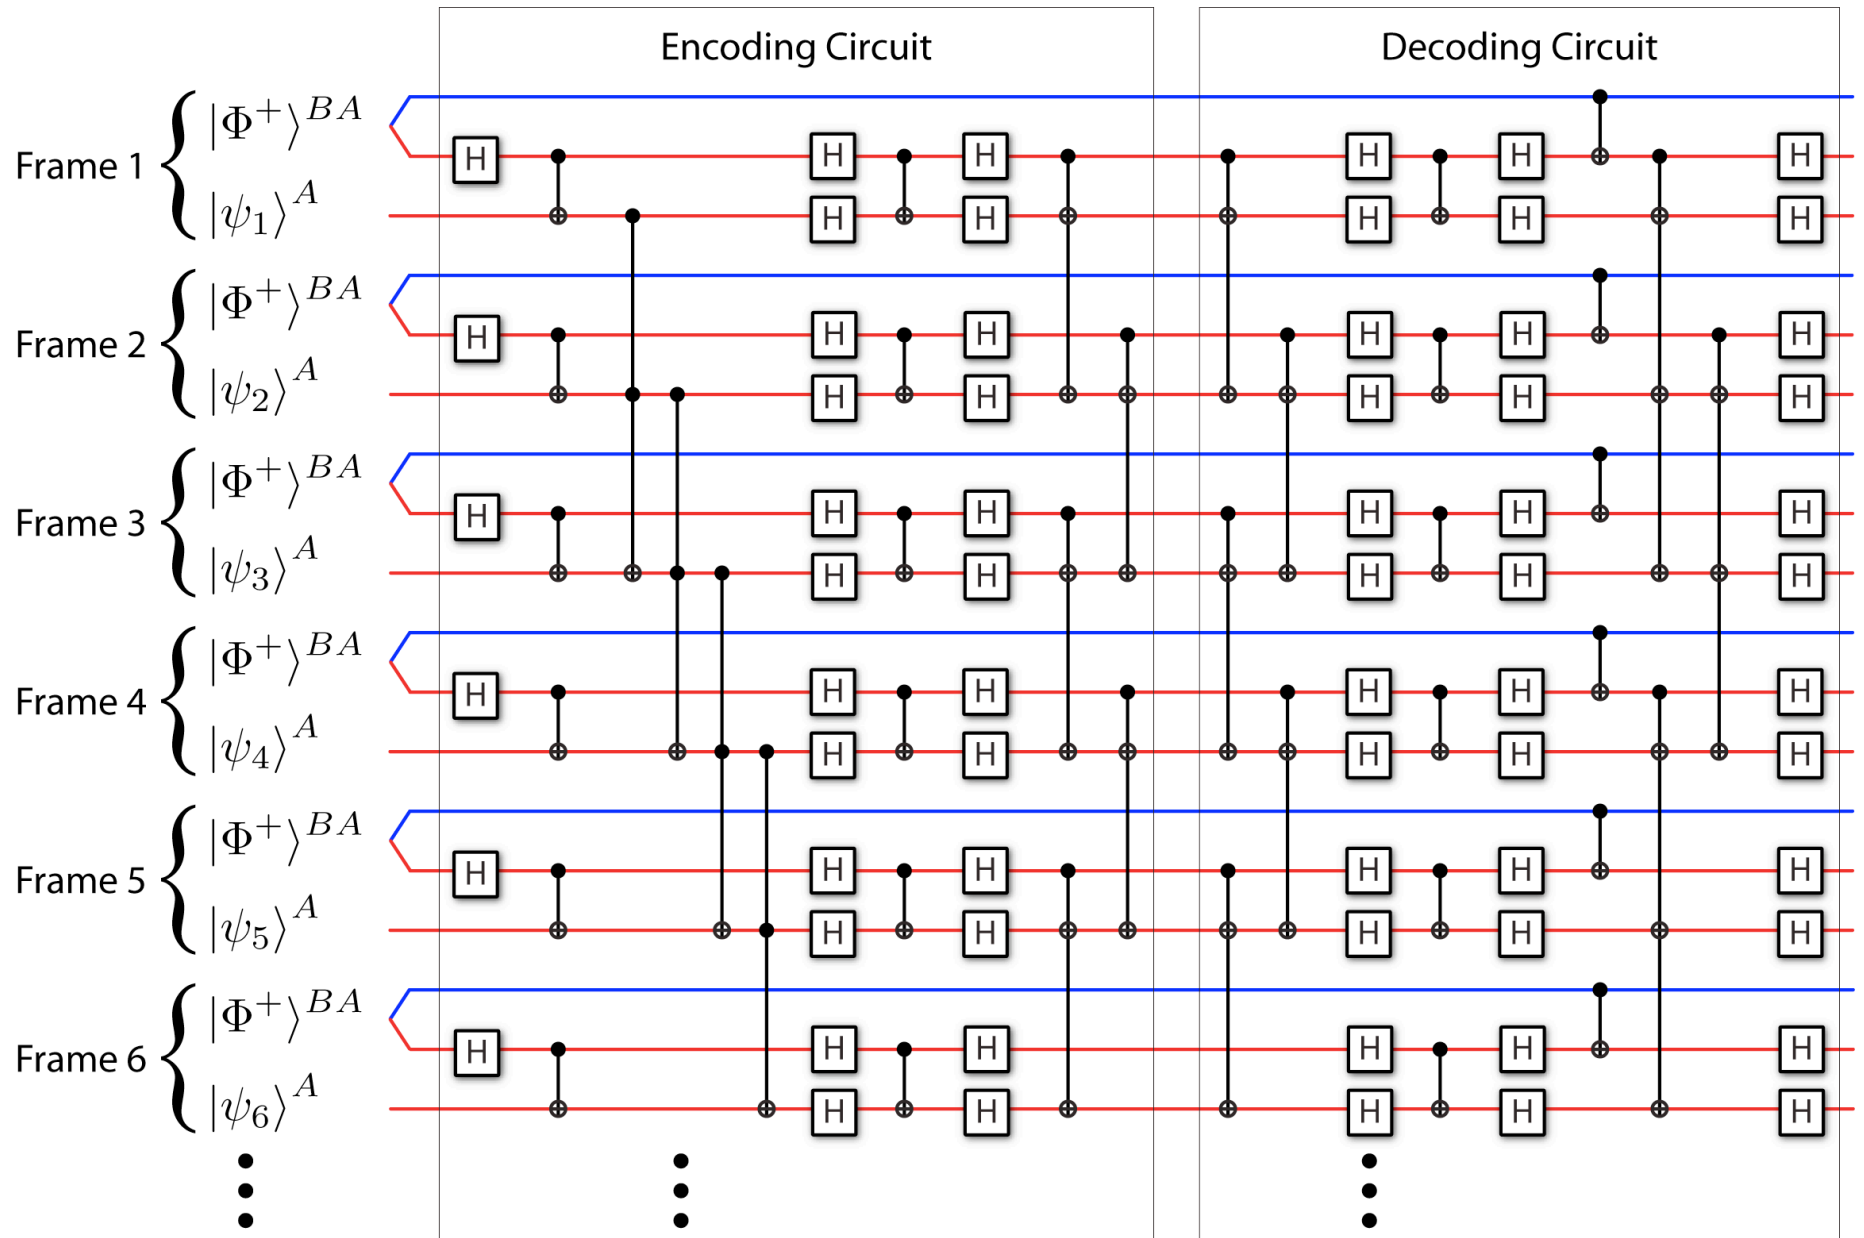 Encoding Circuit
Decoding Circuit
Frame 1
|Φ⁺⟩ᴮᴬ
H H H H H H
|ψ₁⟩ᴬ
H H H H H
Frame 2
|Φ⁺⟩ᴮᴬ
H H H H H H
|ψ₂⟩ᴬ
H H H H H
Frame 3
|Φ⁺⟩ᴮᴬ
H H H H H H
|ψ₃⟩ᴬ
H H H H H
Frame 4
|Φ⁺⟩ᴮᴬ
H H H H H H
|ψ₄⟩ᴬ
H H H H H
Frame 5
|Φ⁺⟩ᴮᴬ
H H H H H H
|ψ₅⟩ᴬ
H H H H H
Frame 6
|Φ⁺⟩ᴮᴬ
H H H H H H
|ψ₆⟩ᴬ
H H H H H